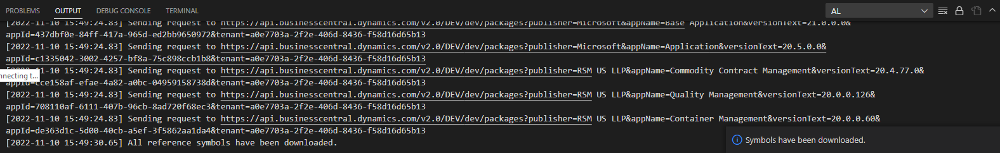 PROBLEMS OUTPUT DEBUG CONSOLE TERMINAL AL
[2022-11-10 15:49:24.83] Sending request to https://api.businesscentral.dynamics.com/v2.0/DEV/dev/packages?publisher=Microsoft&appName=Base Application&versionText=21.0.0.0&
appId=437dbf0e-84ff-417a-965d-ed2bb9650972&tenant=a0e7703a-2f2e-406d-8436-f58d16d65b13
[2022-11-10 15:49:24.83] Sending request to https://api.businesscentral.dynamics.com/v2.0/DEV/dev/packages?publisher=Microsoft&appName=Application&versionText=20.5.0.0&
appId=c1335042-3002-4257-bf8a-75c898ccb1b8&tenant=a0e7703a-2f2e-406d-8436-f58d16d65b13
[2022-11-10 15:49:24.83] Sending request to https://api.businesscentral.dynamics.com/v2.0/DEV/dev/packages?publisher=RSM US LLP&appName=Commodity Contract Management&versionText=20.4.77.0&
nnecting t...
appId=cce158af-efae-4a82-a0bc-04959158738d&tenant=a0e7703a-2f2e-406d-8436-f58d16d65b13
[2022-11-10 15:49:24.83] Sending request to https://api.businesscentral.dynamics.com/v2.0/DEV/dev/packages?publisher=RSM US LLP&appName=Quality Management&versionText=20.0.0.126&
appId=708110af-6111-407b-96cb-8ad720f68ec3&tenant=a0e7703a-2f2e-406d-8436-f58d16d65b13
[2022-11-10 15:49:24.83] Sending request to https://api.businesscentral.dynamics.com/v2.0/DEV/dev/packages?publisher=RSM US LLP&appName=Container Management&versionText=20.0.0.60&
appId=de363d1c-5d00-40cb-a5ef-3f5862aa1da4&tenant=a0e7703a-2f2e-406d-8436-f58d16d65b13
[2022-11-10 15:49:30.65] All reference symbols have been downloaded.
Symbols have been downloaded.